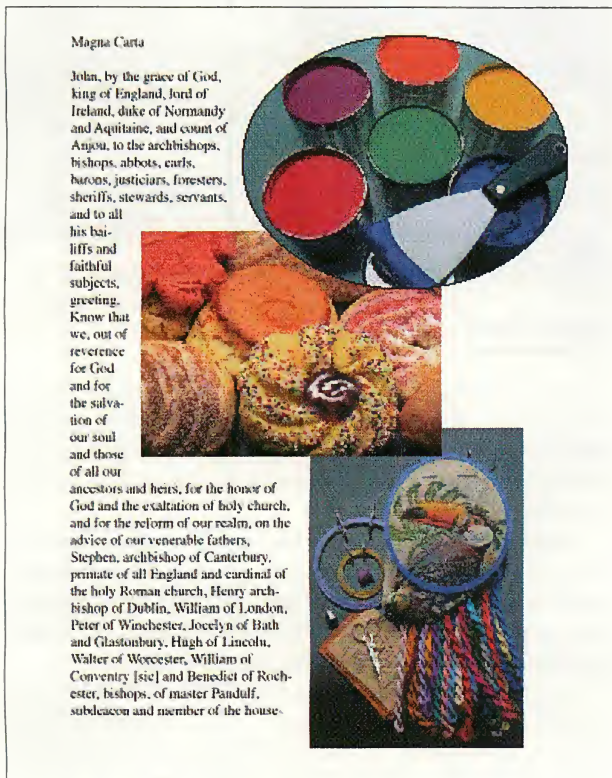 Magna Carta
John, by the grace of God,
king of England, lord of
Ireland, duke of Normandy
and Aquitaine, and count of
Anjou, to the archbishops,
bishops, abbots, earls,
barons, justiciars, foresters,
sheriffs, stewards, servants,
and to all
his bai-
liffs and
faithful
subjects,
greeting.
Know that
we, out of
reverence
for God
and for
the salva-
tion of
our soul
and those
of all our
ancestors and heirs, for the honor of
God and the exaltation of holy church,
and for the reform of our realm, on the
advice of our venerable fathers,
Stephen, archbishop of Canterbury,
primate of all England and cardinal of
the holy Roman church, Henry arch-
bishop of Dublin, William of London,
Peter of Winchester, Jocelyn of Bath
and Glastonbury, Hugh of Lincoln,
Walter of Worcester, William of
Conventry [sic] and Benedict of Roch-
ester, bishops, of master Pandulf,
subdeacon and member of the house-